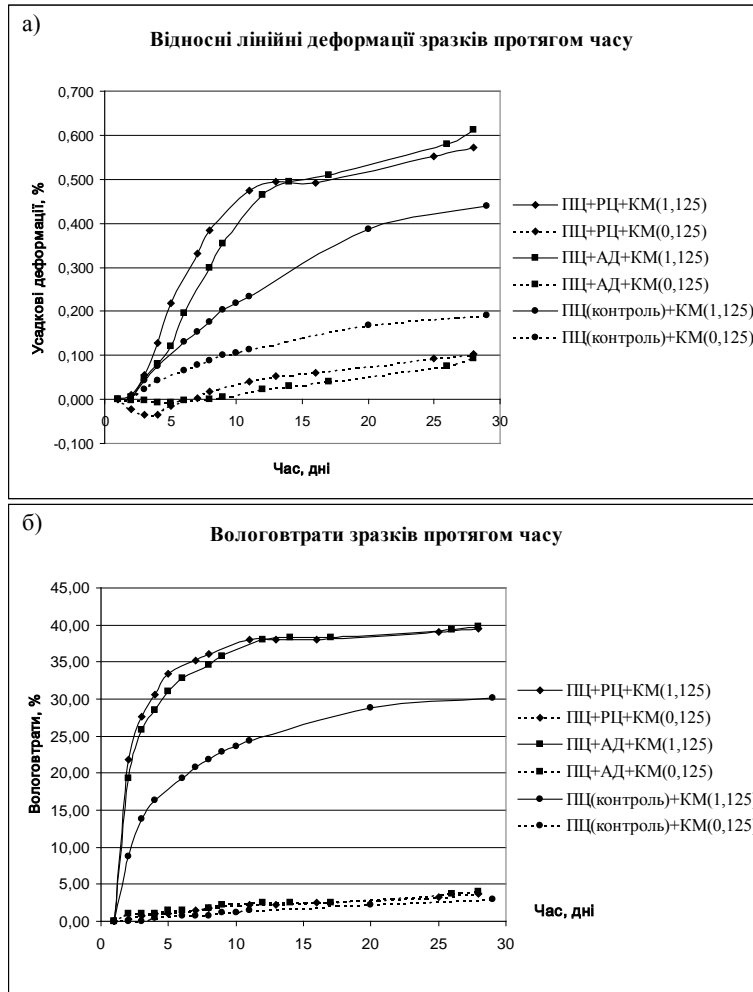 а)
Відносні лінійні деформації зразків протягом часу
Усадкові деформації, %
0,700
0,600
0,500
0,400
0,300
0,200
0,100
0,000
-0,100
0 5 10 15 20 25 30
Час, дні
ПЦ+РЦ+КМ(1,125)
ПЦ+РЦ+КМ(0,125)
ПЦ+АД+КМ(1,125)
ПЦ+АД+КМ(0,125)
ПЦ(контроль)+КМ(1,125)
ПЦ(контроль)+КМ(0,125)
б)
Вологовтрати зразків протягом часу
Вологовтрати, %
45,00
40,00
35,00
30,00
25,00
20,00
15,00
10,00
5,00
0,00
0 5 10 15 20 25 30
Час, дні
ПЦ+РЦ+КМ(1,125)
ПЦ+РЦ+КМ(0,125)
ПЦ+АД+КМ(1,125)
ПЦ+АД+КМ(0,125)
ПЦ(контроль)+КМ(1,125)
ПЦ(контроль)+КМ(0,125)